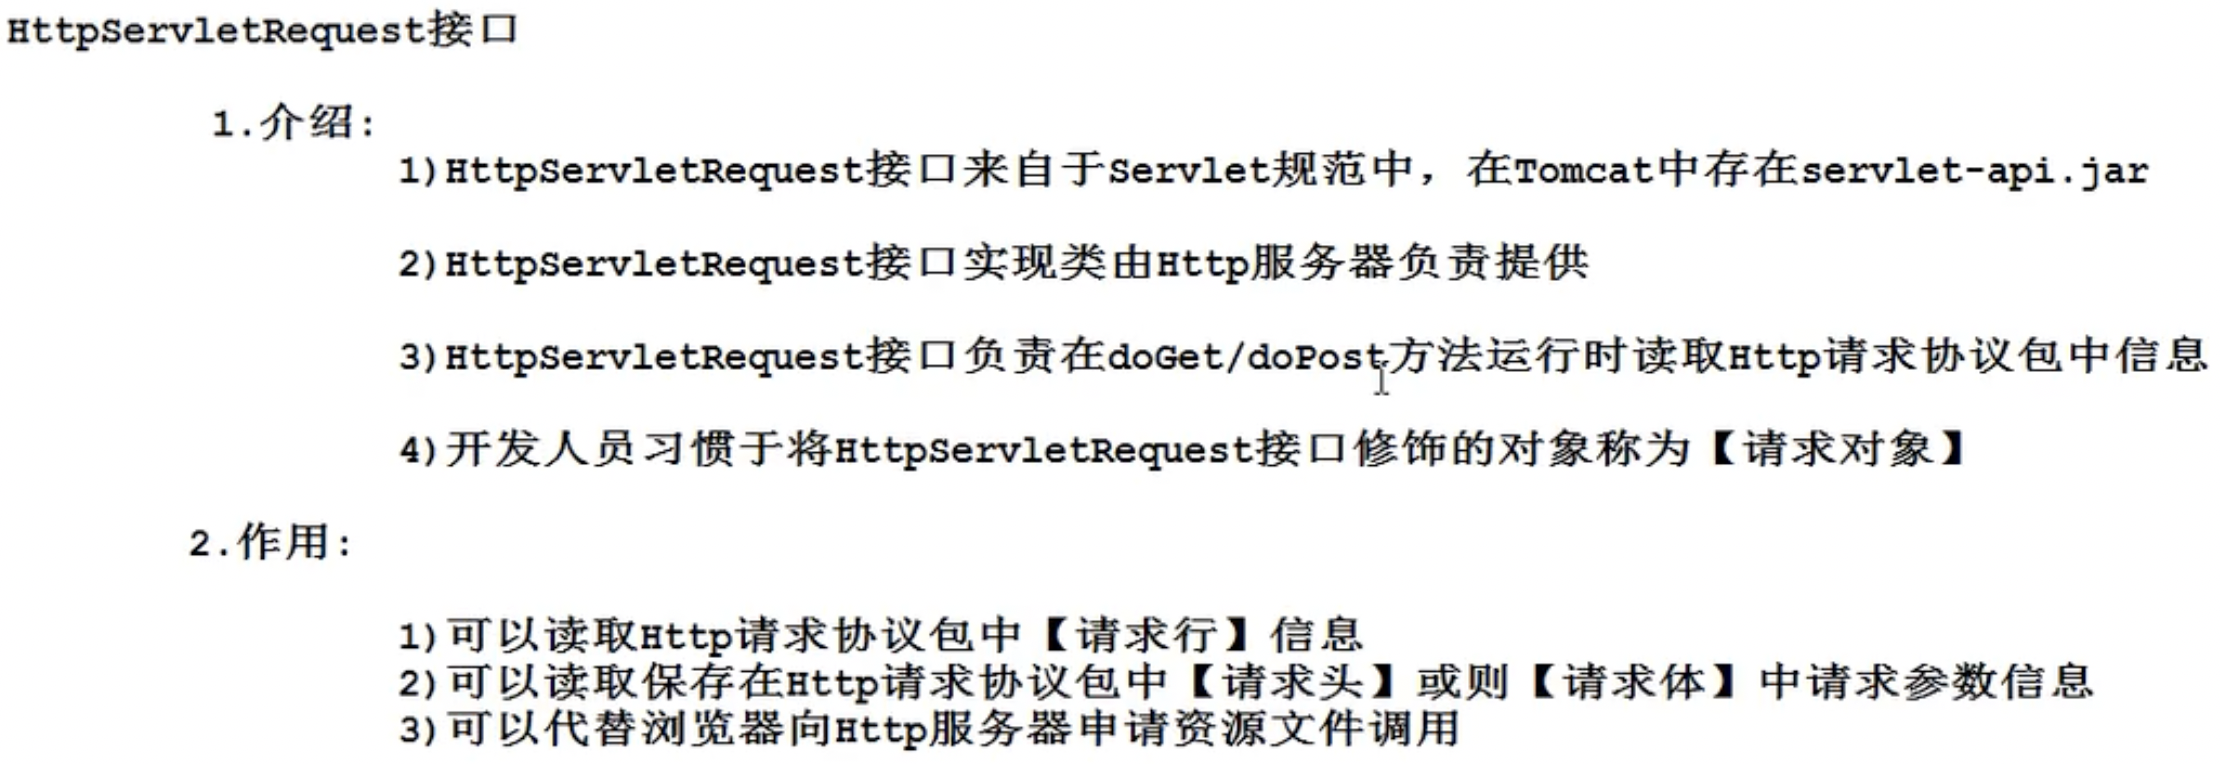 HttpServletRequest接口
1.介绍:
1)HttpServletRequest接口来自于Servlet规范中，在Tomcat中存在servlet-api.jar
2)HttpServletRequest接口实现类由Http服务器负责提供
3)HttpServletRequest接口负责在doGet/doPost方法运行时读取Http请求协议包中信息
4)开发人员习惯于将HttpServletRequest接口修饰的对象称为【请求对象】
2.作用:
1)可以读取Http请求协议包中【请求行】信息
2)可以读取保存在Http请求协议包中【请求头】或则【请求体】中请求参数信息
3)可以代替浏览器向Http服务器申请资源文件调用